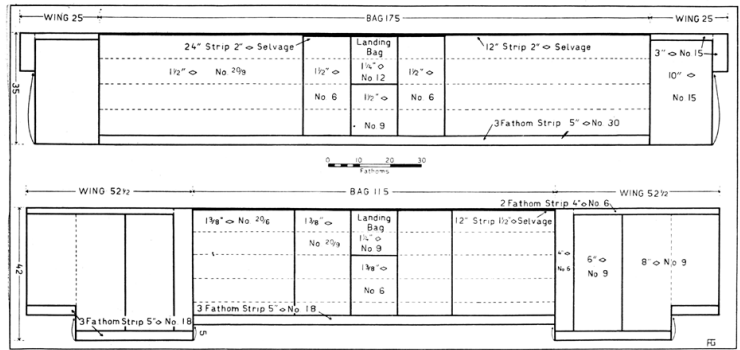 WING 25
BAG 175
WING 25
24" Strip 2" ⬦ Selvage
Landing
Bag
1¼" ⬦
No 12
12" Strip 2" ⬦ Selvage
3" ⬦ No 15
1½" ⬦ No 20/9
1½" ⬦
No 6
1½" ⬦
No 9
1½" ⬦
No 6
10" ⬦
No 15
35
3 Fathom Strip 5" ⬦ No 30
0 10 20 30
Fathoms
WING 52½
BAG 115
WING 52½
2 Fathom Strip 4" ⬦ No 6
1⅜" ⬦ No 20/6
1⅜" ⬦
No 20/9
Landing
Bag
1¼" ⬦
No 9
12" Strip 1½" ⬦ Selvage
1⅜" ⬦
No 6
4" ⬦
No 6
6" ⬦
No 9
8" ⬦ No 9
42
3 Fathom Strip 5" ⬦ No 18
3 Fathom Strip 5" ⬦ No 18
5
FG